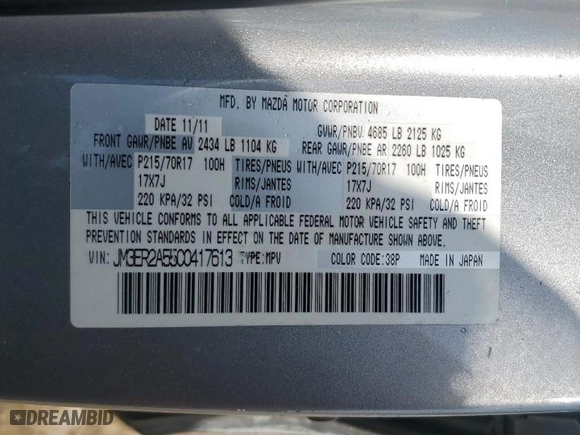 MFD. BY MAZDA MOTOR CORPORATION
DATE 11/11 GVWR/PNBV: 4685 LB 2125 KG
FRONT GAWR/PNBE AV 2434 LB 1104 KG REAR GAWR/PNBE AR 2260 LB 1025 KG
WITH/AVEC P215/70R17 100H TIRES/PNEUS WITH/AVEC P215/70R17 100H TIRES/PNEUS
17X7J RIMS/JANTES 17X7J RIMS/JANTES
220 KPA/32 PSI COLD/A FROID 220 KPA/32 PSI COLD/A FROID
THIS VEHICLE CONFORMS TO ALL APPLICABLE FEDERAL MOTOR VEHICLE SAFETY AND THEFT
PREVENTION STANDARDS IN EFFECT ON THE DATE OF MANUFACTURE SHOWN ABOVE.
VIN: JM3ER2A55C0417613 TYPE:MPV COLOR CODE:38P MADE IN JAPAN
DREAMBID